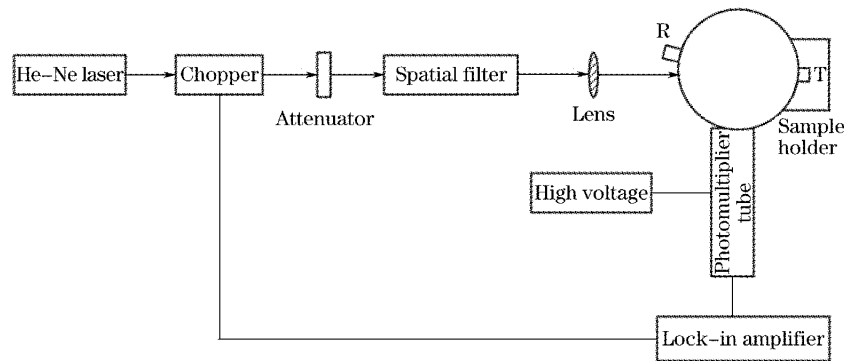 R
He-Ne laser
Chopper
Spatial filter
T
Attenuator
Lens
Sample
holder
High voltage
Photomultiplier
tube
Lock-in amplifier